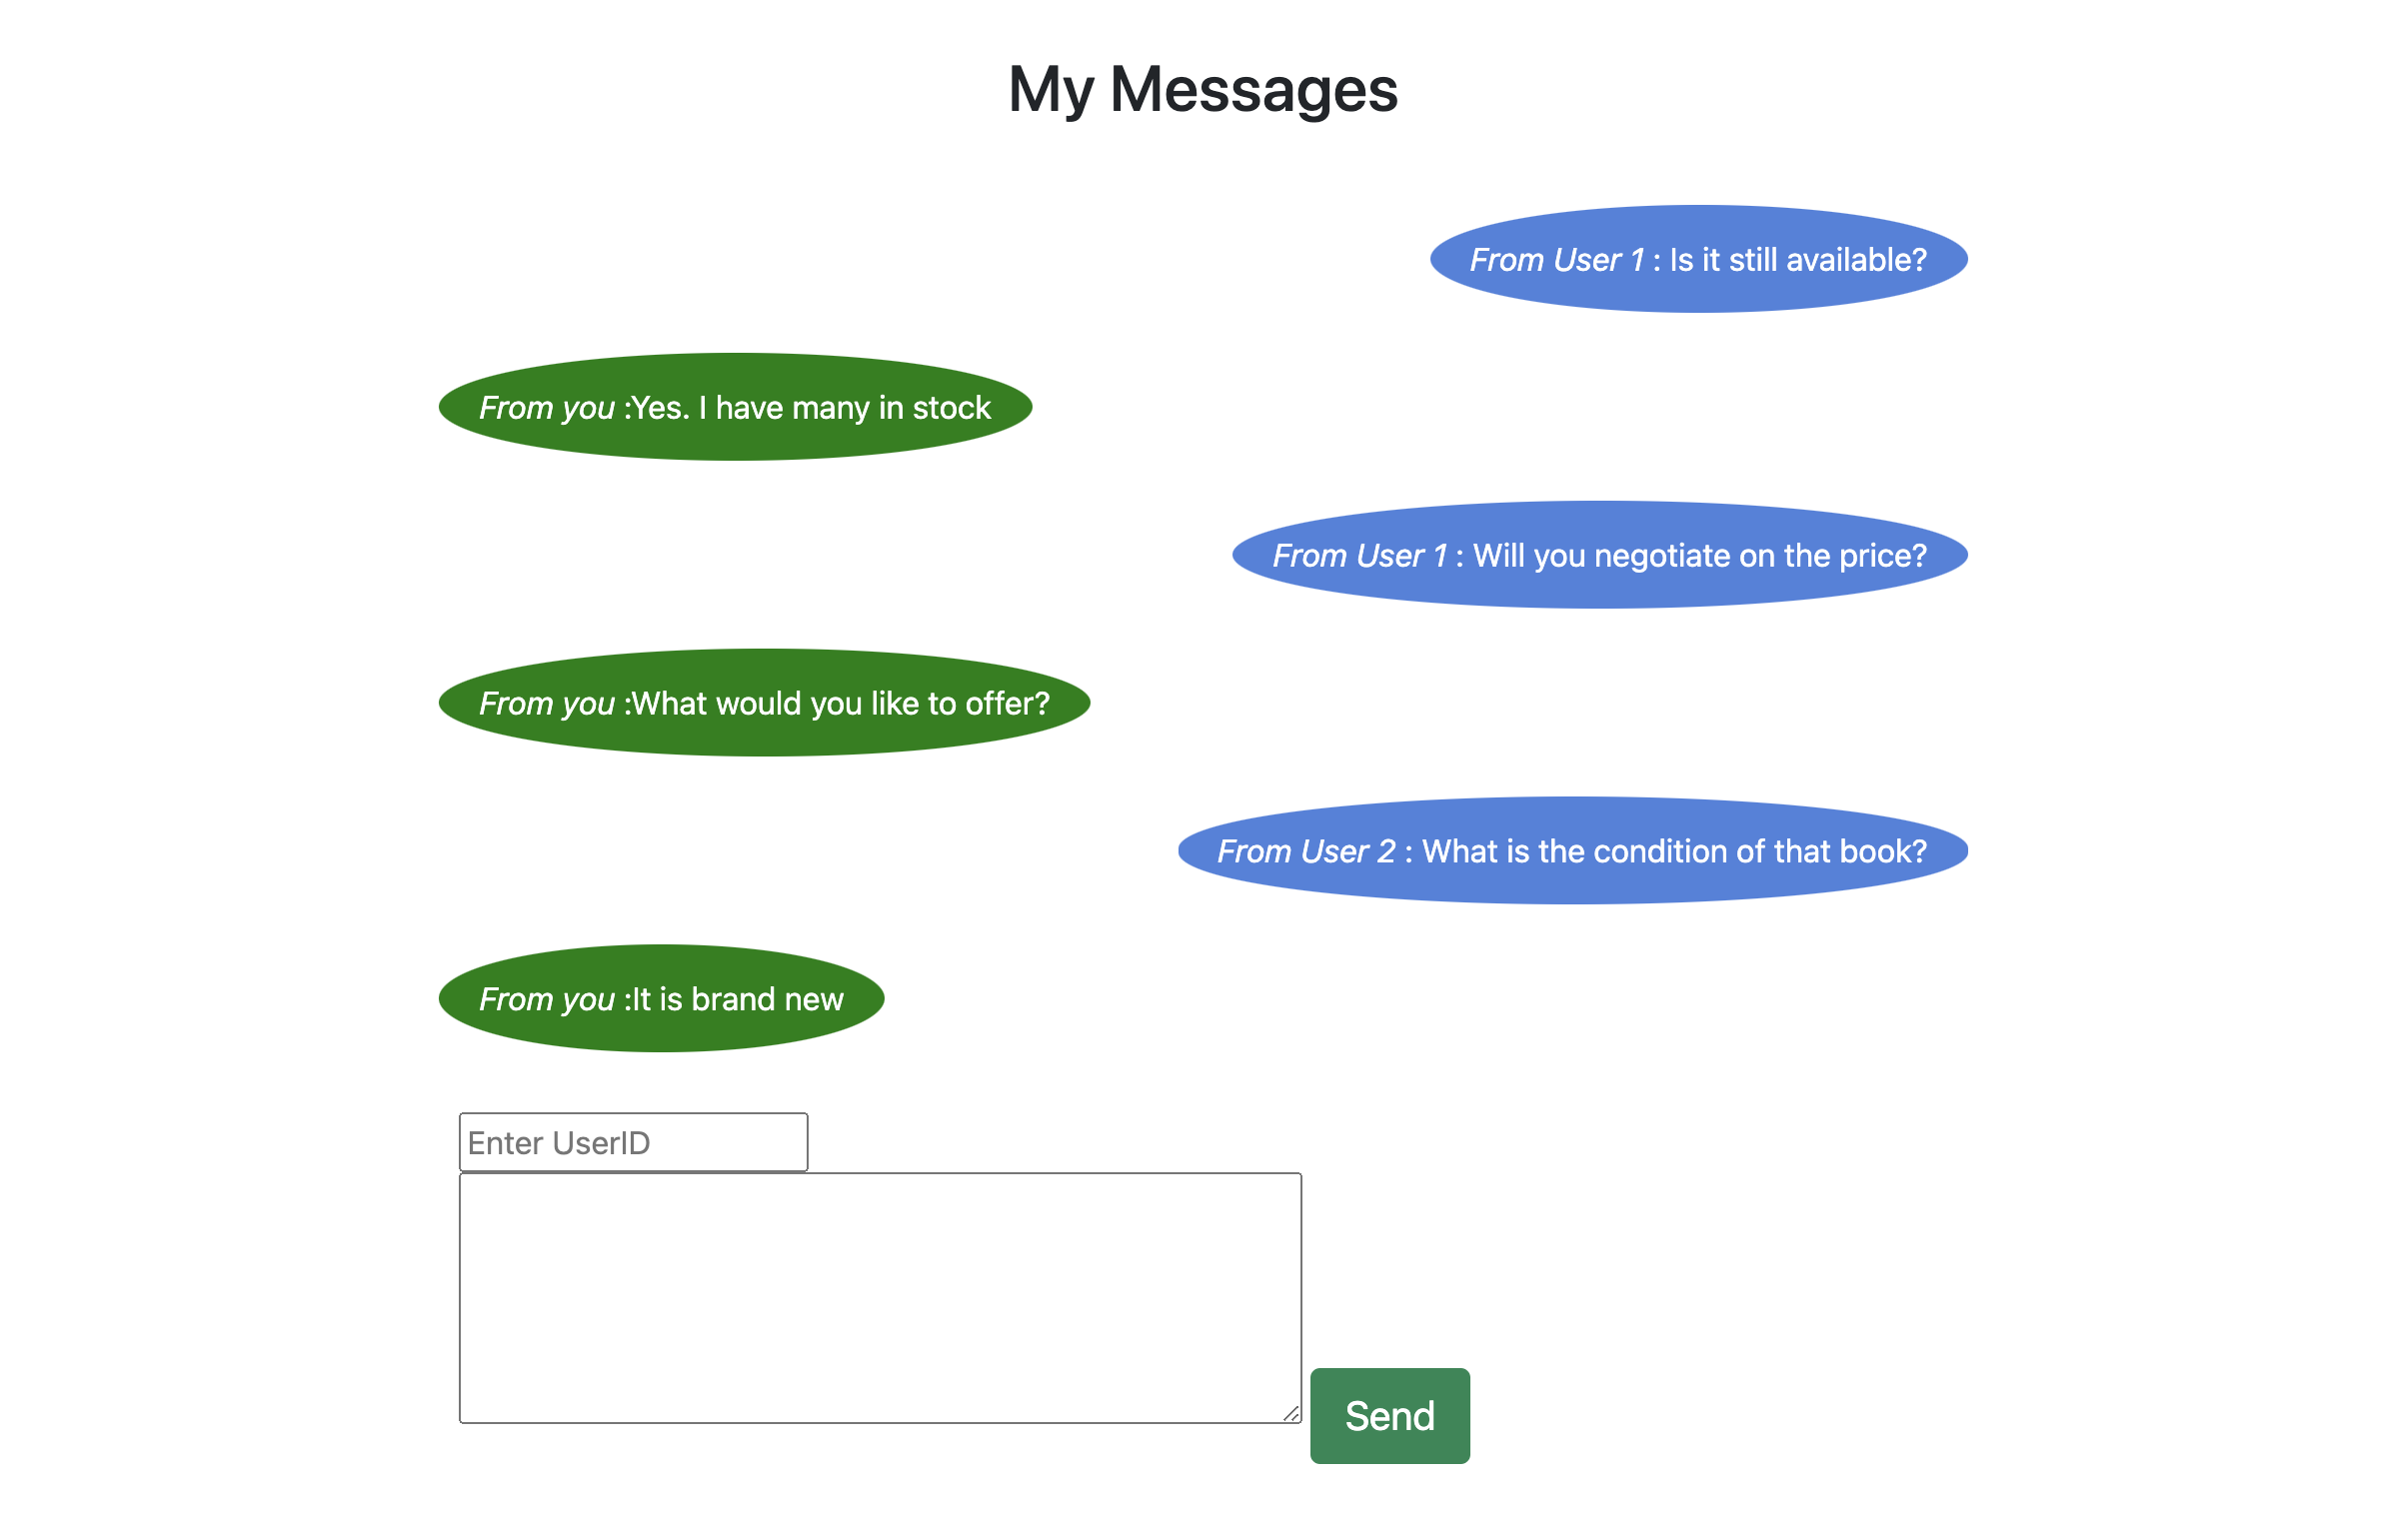 My Messages
From User 1 : Is it still available?
From you :Yes. I have many in stock
From User 1 : Will you negotiate on the price?
From you :What would you like to offer?
From User 2 : What is the condition of that book?
From you :It is brand new
Enter UserID
Send